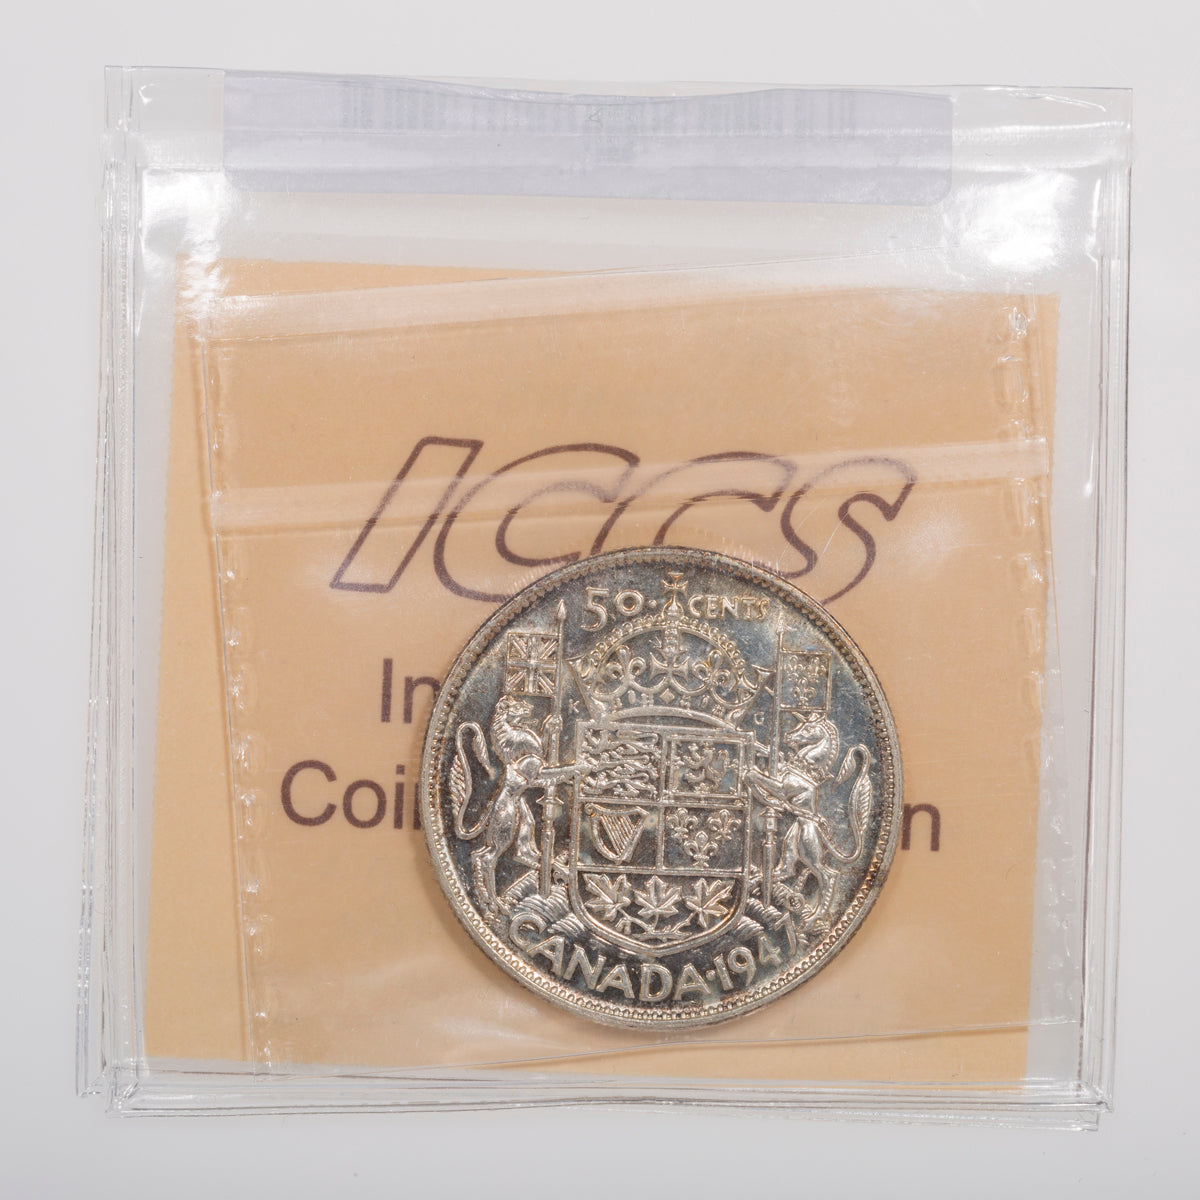 ICCS
In
Coi n
50 · CENTS
K G
CANADA · 1947